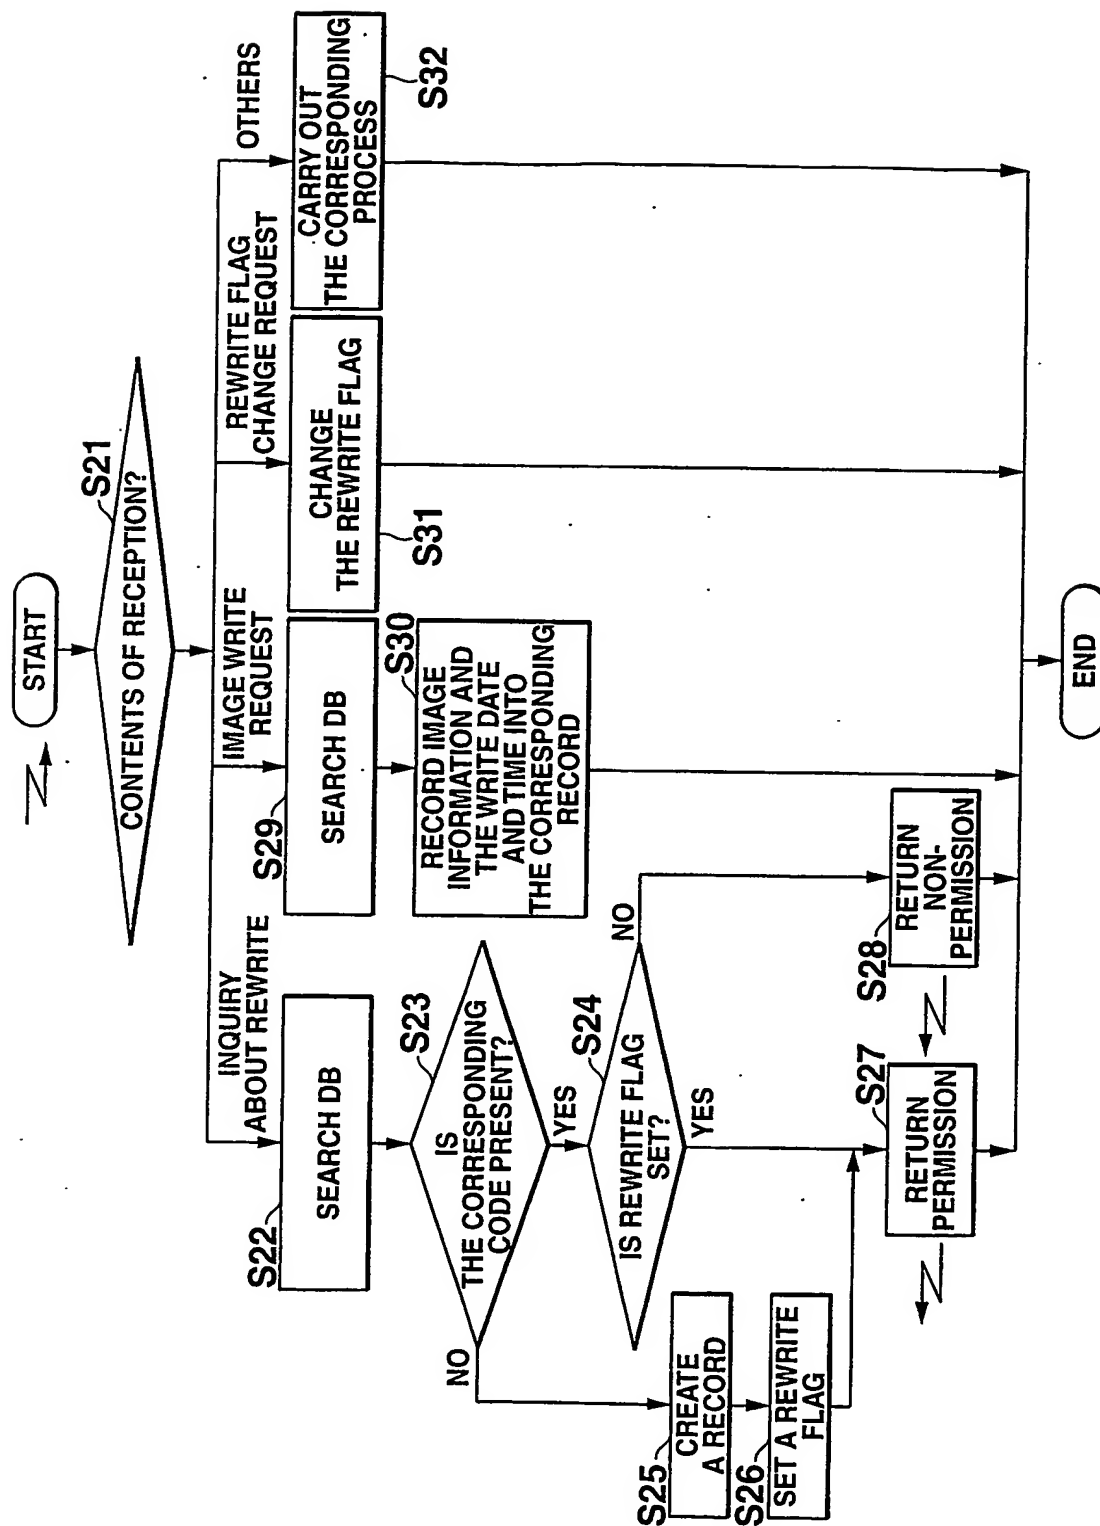 START
S21
CONTENTS OF RECEPTION?
INQUIRY
ABOUT REWRITE
IMAGE WRITE
REQUEST
REWRITE FLAG
CHANGE REQUEST
OTHERS
S22
SEARCH DB
S23
IS
THE CORRESPONDING
CODE PRESENT?
NO
YES
S24
IS REWRITE FLAG
SET?
NO
YES
S25
CREATE
A RECORD
S26
SET A REWRITE
FLAG
S27
RETURN
PERMISSION
S28
RETURN
NON-
PERMISSION
S29
SEARCH DB
S30
RECORD IMAGE
INFORMATION AND
THE WRITE DATE
AND TIME INTO
THE CORRESPONDING
RECORD
CHANGE
THE REWRITE FLAG
S31
CARRY OUT
THE CORRESPONDING
PROCESS
S32
END